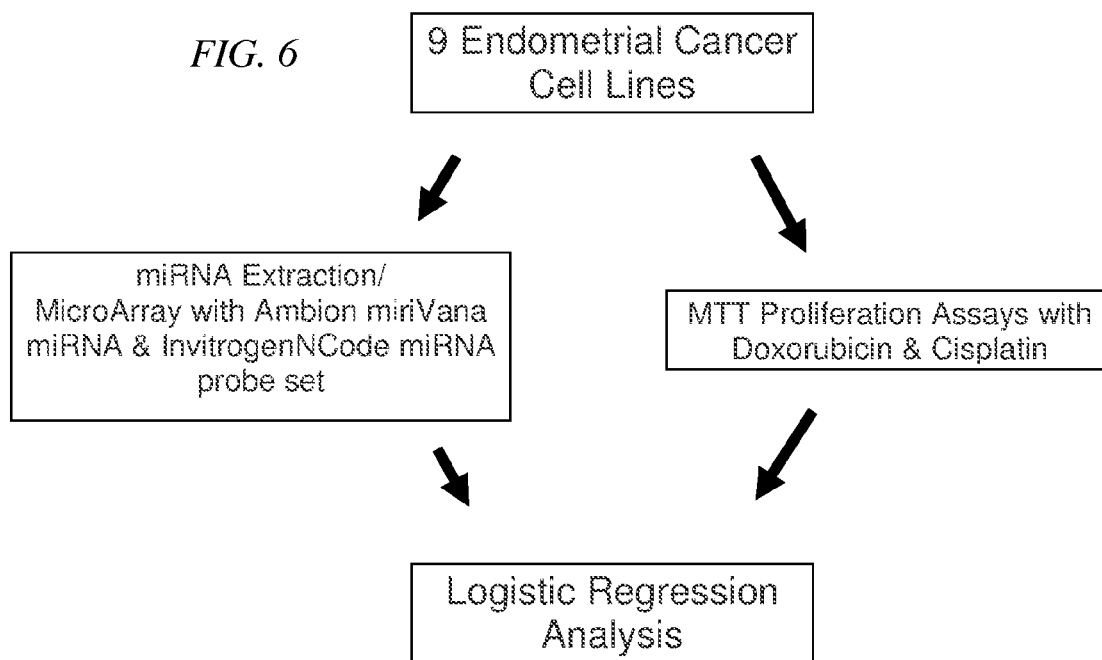 FIG. 6
9 Endometrial Cancer
Cell Lines
miRNA Extraction/
MicroArray with Ambion miriVana
miRNA & InvitrogenNCode miRNA
probe set
MTT Proliferation Assays with
Doxorubicin & Cisplatin
Logistic Regression
Analysis